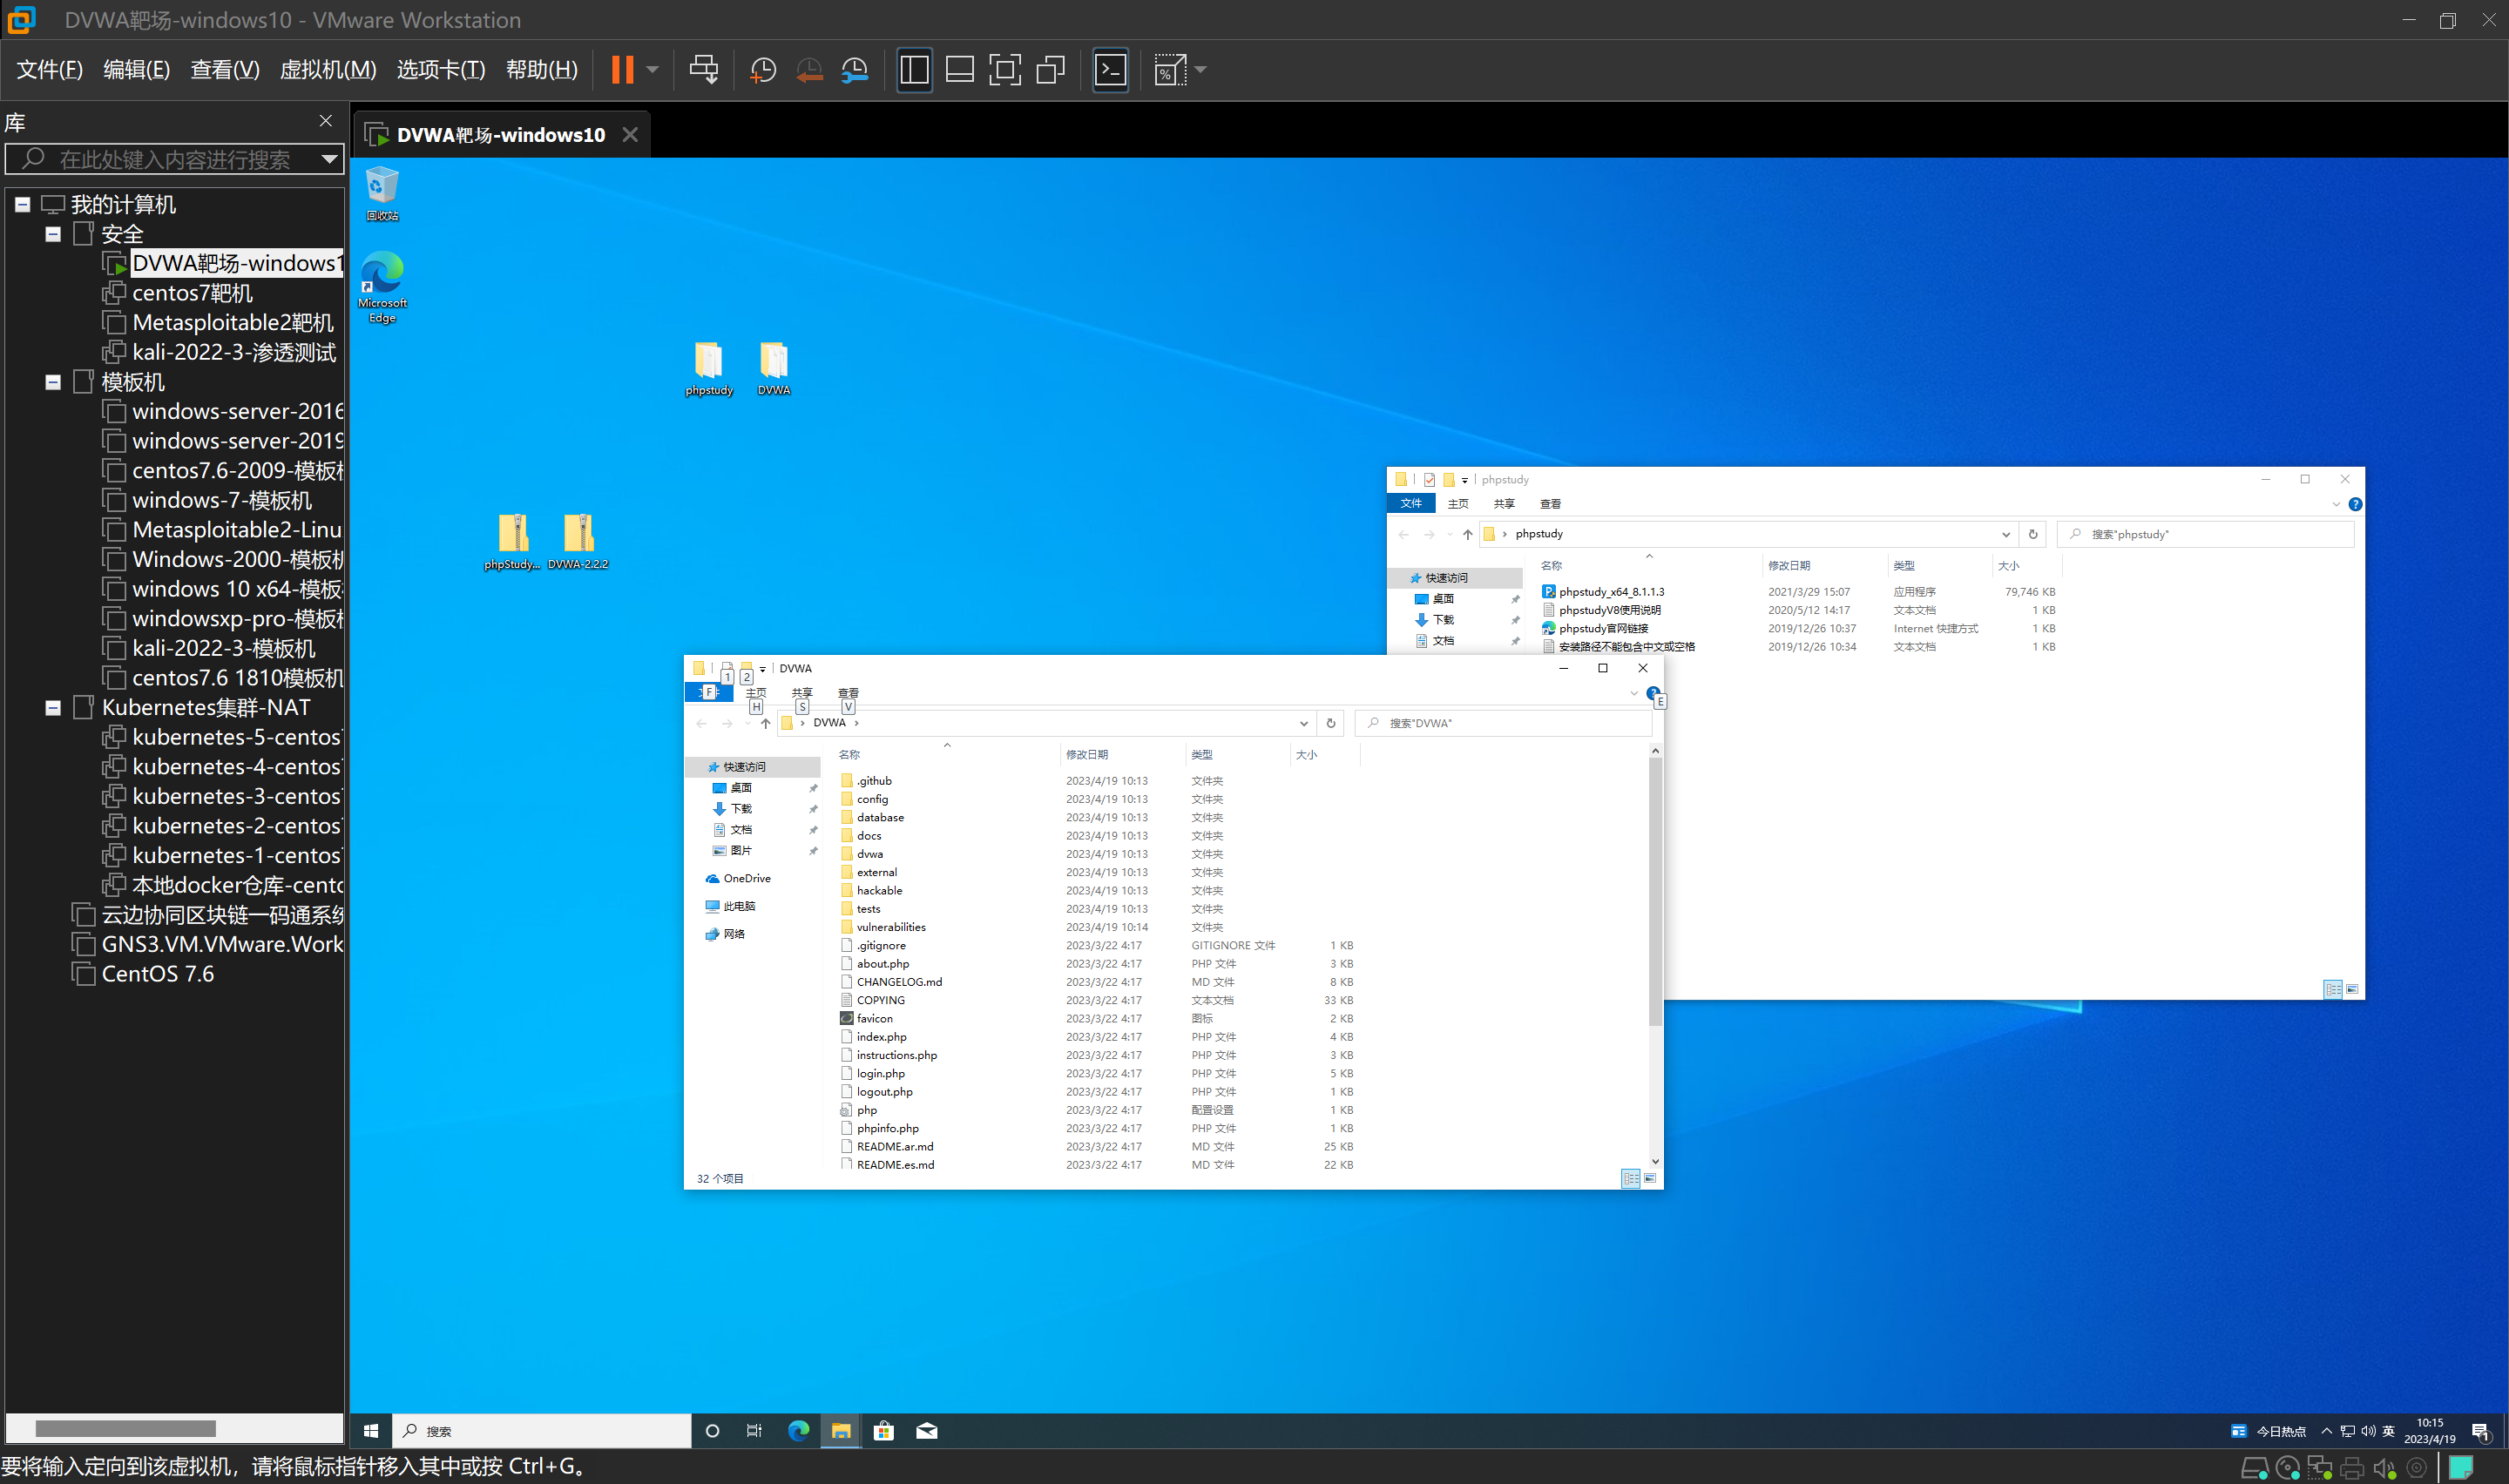 DVWA靶场-windows10 - VMware Workstation
文件(F) 编辑(E) 查看(V) 虚拟机(M) 选项卡(T) 帮助(H)
库
在此处键入内容进行搜索
我的计算机
安全
DVWA靶场-windows1
centos7靶机
Metasploitable2靶机
kali-2022-3-渗透测试
模板机
windows-server-2016
windows-server-2019
centos7.6-2009-模板机
windows-7-模板机
Metasploitable2-Linu
Windows-2000-模板机
windows 10 x64-模板
windowsxp-pro-模板机
kali-2022-3-模板机
centos7.6 1810模板机
Kubernetes集群-NAT
kubernetes-5-centos
kubernetes-4-centos
kubernetes-3-centos
kubernetes-2-centos
kubernetes-1-centos
本地docker仓库-cento
云边协同区块链一码通系统
GNS3.VM.VMware.Work
CentOS 7.6
DVWA靶场-windows10
回收站
Microsoft
Edge
phpstudy DVWA
phpStudy... DVWA-2.2.2
phpstudy
文件 主页 共享 查看
phpstudy 搜索"phpstudy"
名称 修改日期 类型 大小
快速访问
桌面
下载
文档
phpstudy_x64_8.1.1.3 2021/3/29 15:07 应用程序 79,746 KB
phpstudyV8使用说明 2020/5/12 14:17 文本文档 1 KB
phpstudy官网链接 2019/12/26 10:37 Internet 快捷方式 1 KB
安装路径不能包含中文或空格 2019/12/26 10:34 文本文档 1 KB
1 2 DVWA
F 主页 共享 查看
H S V E
DVWA 搜索"DVWA"
名称 修改日期 类型 大小
快速访问
桌面
下载
文档
图片
OneDrive
此电脑
网络
.github 2023/4/19 10:13 文件夹
config 2023/4/19 10:13 文件夹
database 2023/4/19 10:13 文件夹
docs 2023/4/19 10:13 文件夹
dvwa 2023/4/19 10:13 文件夹
external 2023/4/19 10:13 文件夹
hackable 2023/4/19 10:13 文件夹
tests 2023/4/19 10:13 文件夹
vulnerabilities 2023/4/19 10:14 文件夹
.gitignore 2023/3/22 4:17 GITIGNORE 文件 1 KB
about.php 2023/3/22 4:17 PHP 文件 3 KB
CHANGELOG.md 2023/3/22 4:17 MD 文件 8 KB
COPYING 2023/3/22 4:17 文本文档 33 KB
favicon 2023/3/22 4:17 图标 2 KB
index.php 2023/3/22 4:17 PHP 文件 4 KB
instructions.php 2023/3/22 4:17 PHP 文件 3 KB
login.php 2023/3/22 4:17 PHP 文件 5 KB
logout.php 2023/3/22 4:17 PHP 文件 1 KB
php 2023/3/22 4:17 配置设置 1 KB
phpinfo.php 2023/3/22 4:17 PHP 文件 1 KB
README.ar.md 2023/3/22 4:17 MD 文件 25 KB
README.es.md 2023/3/22 4:17 MD 文件 22 KB
32 个项目
搜索
今日热点 英 10:15
2023/4/19
1
要将输入定向到该虚拟机，请将鼠标指针移入其中或按 Ctrl+G。